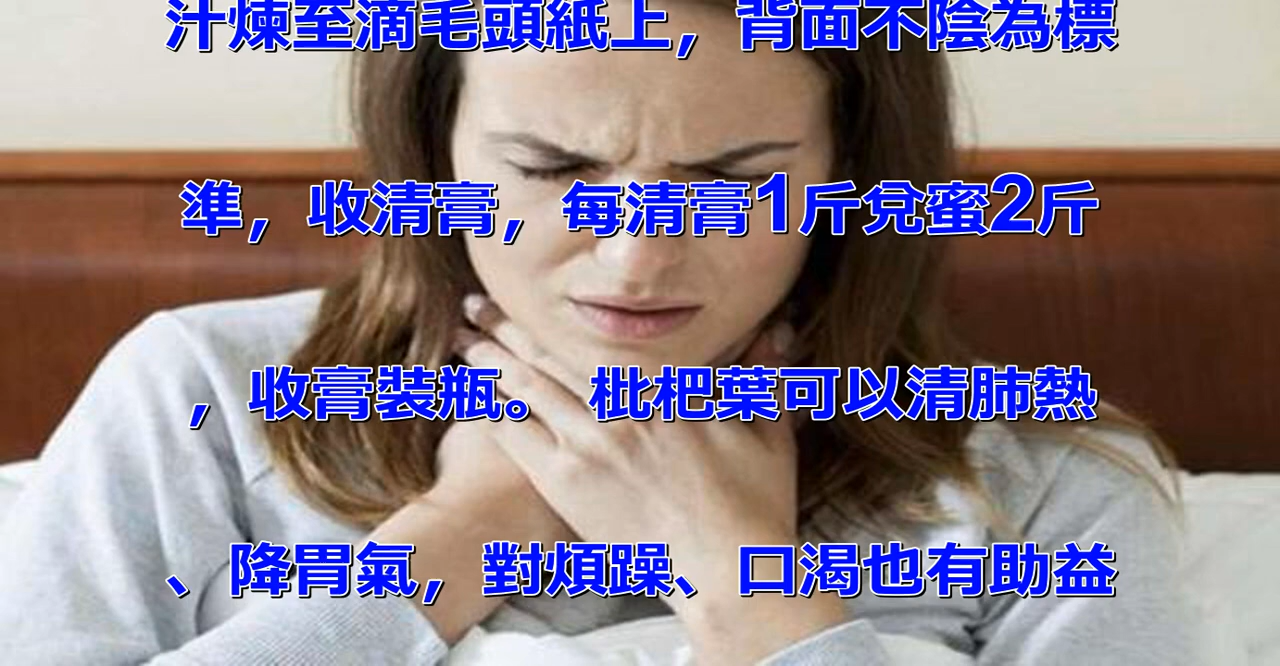 汁煉至滴毛頭紙上，背面不陰為標
準，收清膏，每清膏1斤兌蜜2斤
，收膏裝瓶。 枇杷葉可以清肺熱
、降胃氣，對煩躁、口渴也有助益